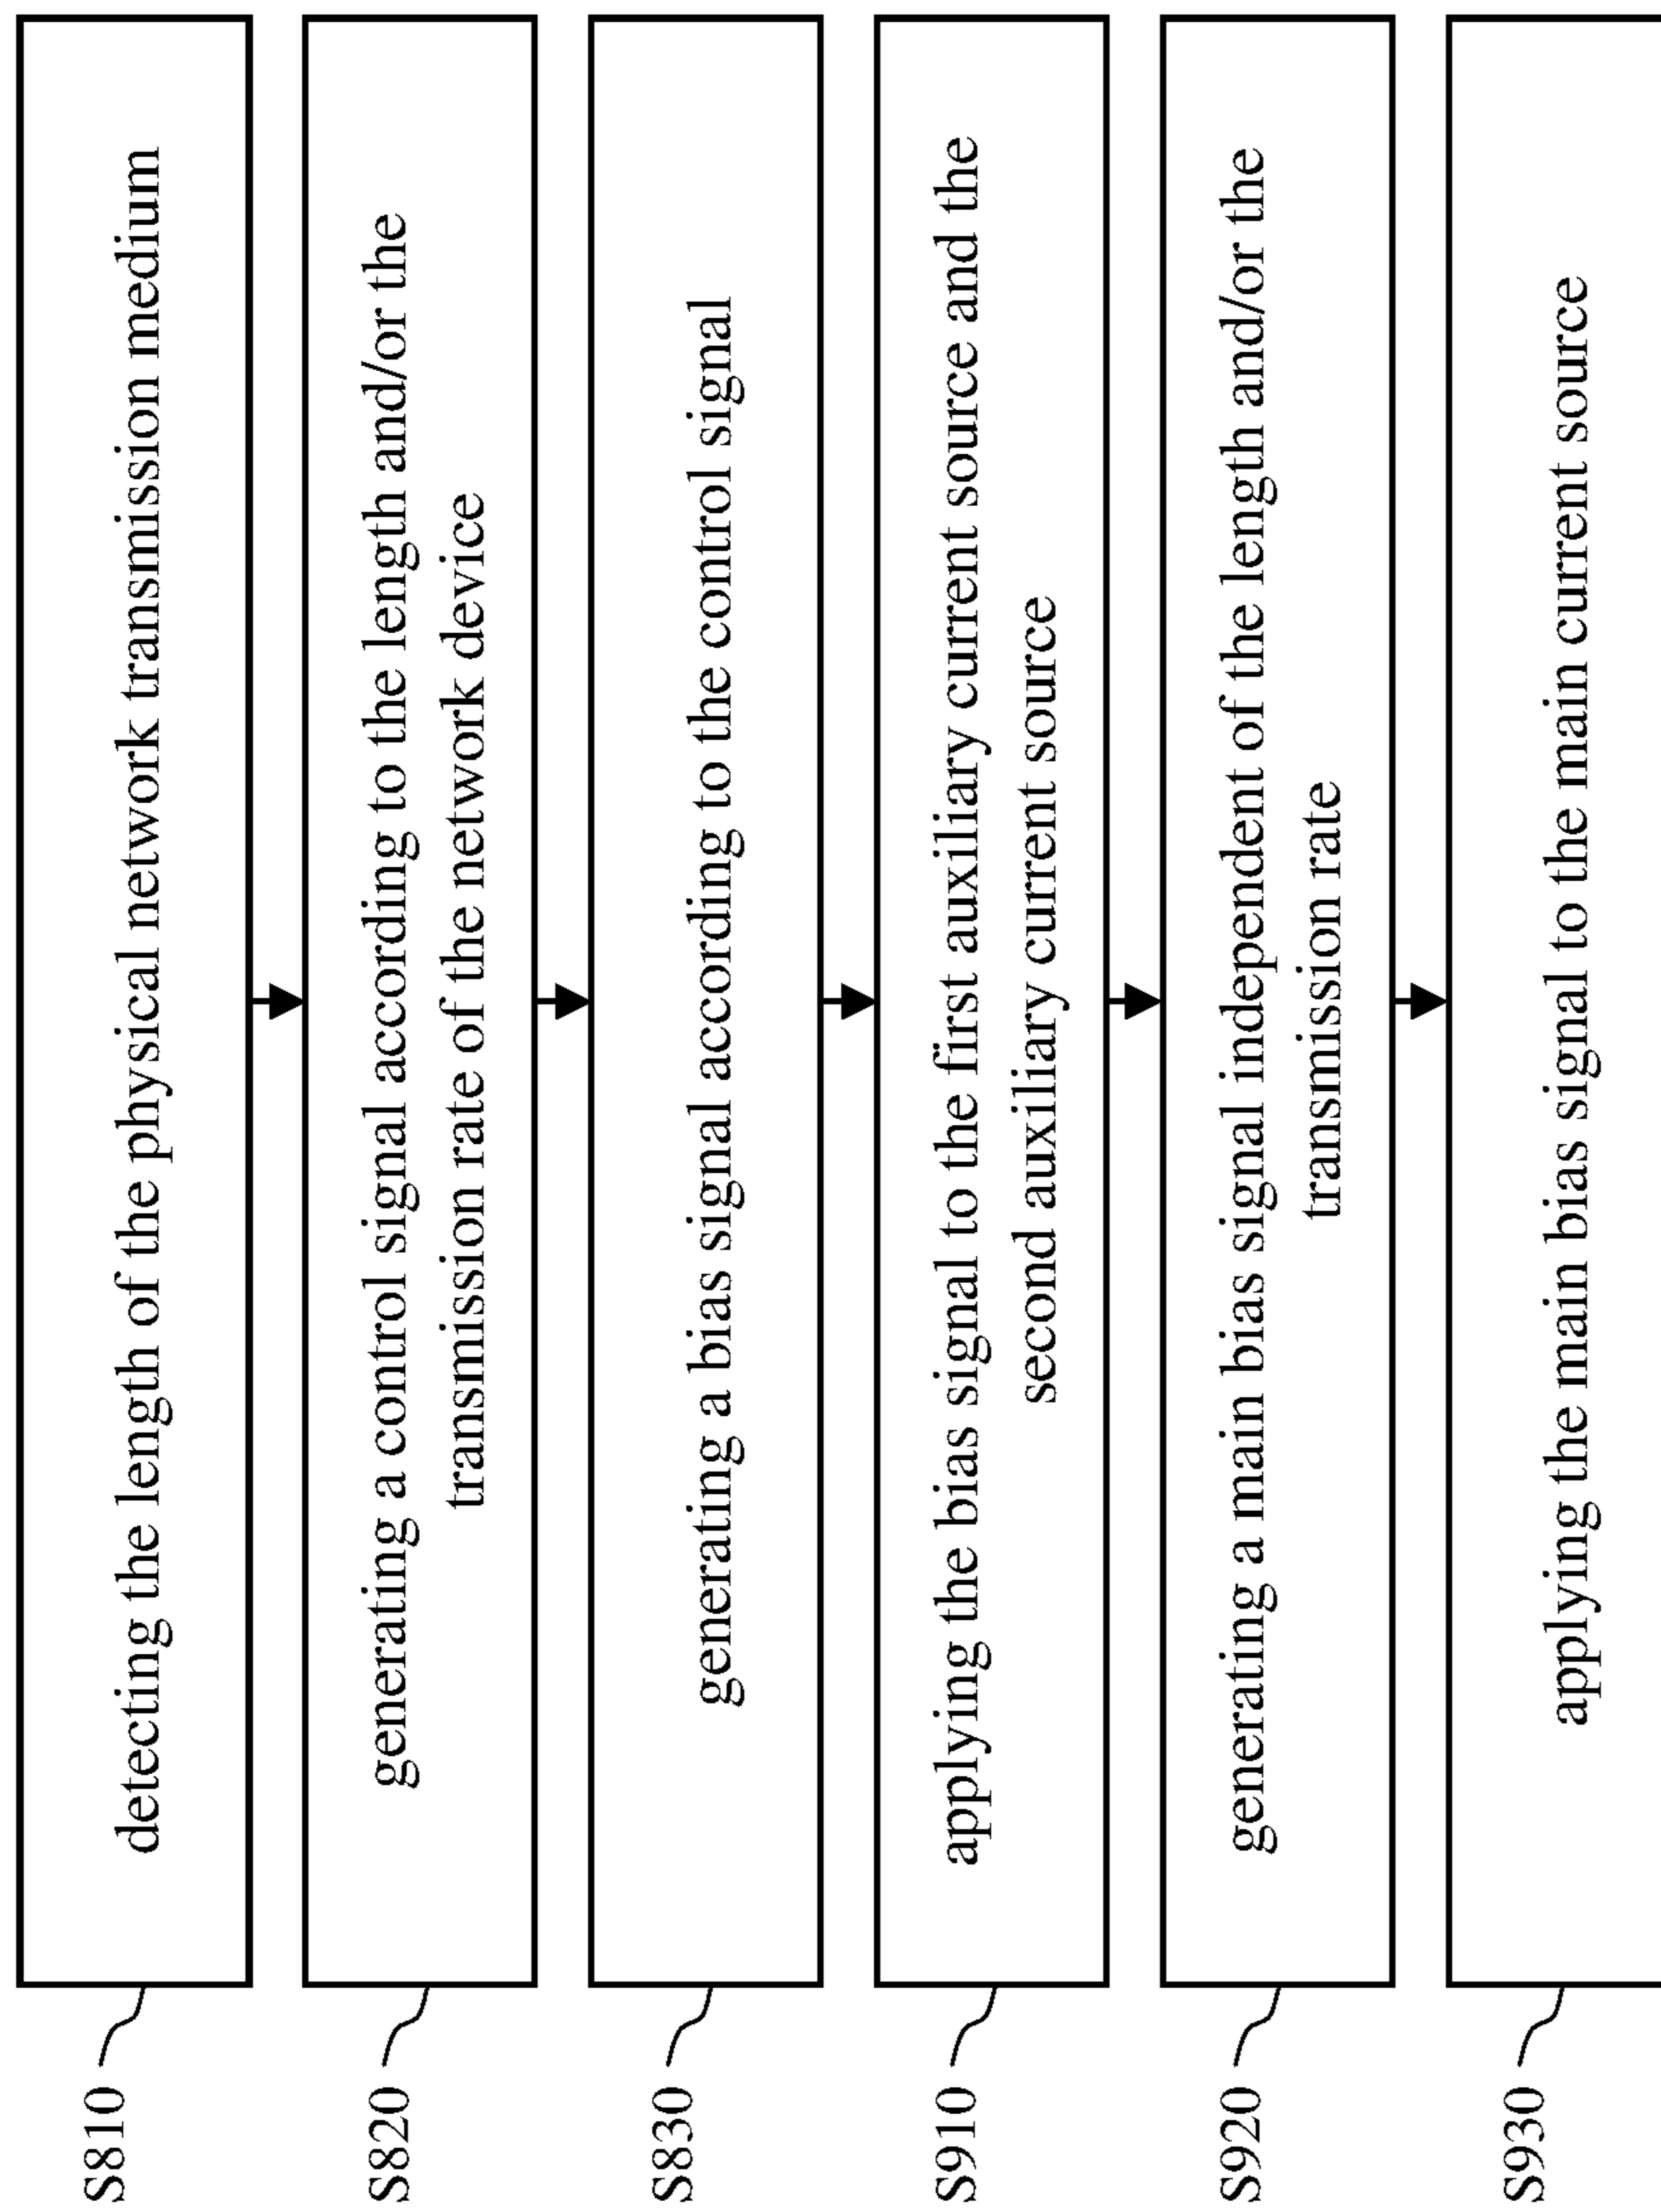 S810
detecting the length of the physical network transmission medium
S820
generating a control signal according to the length and/or the
transmission rate of the network device
S830
generating a bias signal according to the control signal
S910
applying the bias signal to the first auxiliary current source and the
second auxiliary current source
S920
generating a main bias signal independent of the length and/or the
transmission rate
S930
applying the main bias signal to the main current source